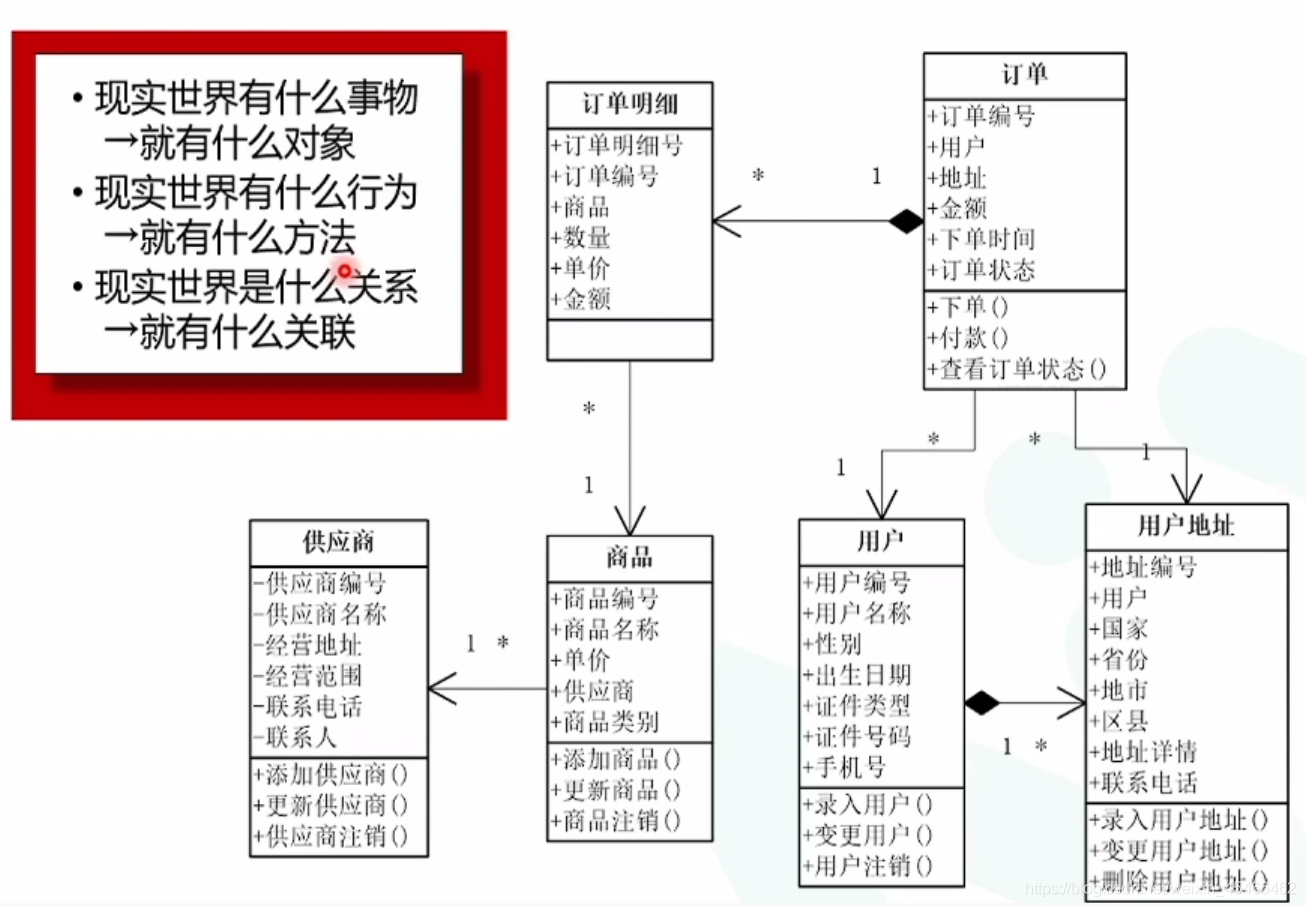 • 现实世界有什么事物
→就有什么对象
• 现实世界有什么行为
→就有什么方法
• 现实世界是什么关系
→就有什么关联
订单明细
+订单明细号
+订单编号
+商品
+数量
+单价
+金额
* 1
订单
+订单编号
+用户
+地址
+金额
+下单时间
+订单状态
+下单()
+付款()
+查看订单状态()
*
1
*
1
*
1
供应商
-供应商编号
-供应商名称
-经营地址
-经营范围
-联系电话
-联系人
+添加供应商()
+更新供应商()
+供应商注销()
1 *
商品
+商品编号
+商品名称
+单价
+供应商
+商品类别
+添加商品()
+更新商品()
+商品注销()
用户
+用户编号
+用户名称
+性别
+出生日期
+证件类型
+证件号码
+手机号
+录入用户()
+变更用户()
+用户注销()
1 *
用户地址
+地址编号
+用户
+国家
+省份
+地市
+区县
+地址详情
+联系电话
+录入用户地址()
+变更用户地址()
+删除用户地址()